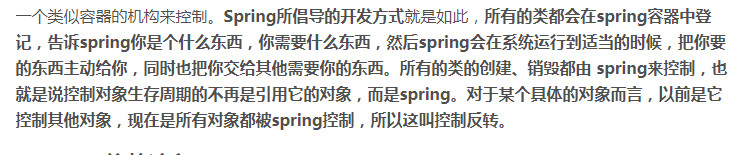 一个类似容器的机构来控制。Spring所倡导的开发方式就是如此，所有的类都会在spring容器中登
记，告诉spring你是个什么东西，你需要什么东西，然后spring会在系统运行到适当的时候，把你要
的东西主动给你，同时也把你交给其他需要你的东西。所有的类的创建、销毁都由 spring来控制，也
就是说控制对象生存周期的不再是引用它的对象，而是spring。对于某个具体的对象而言，以前是它
控制其他对象，现在是所有对象都被spring控制，所以这叫控制反转。